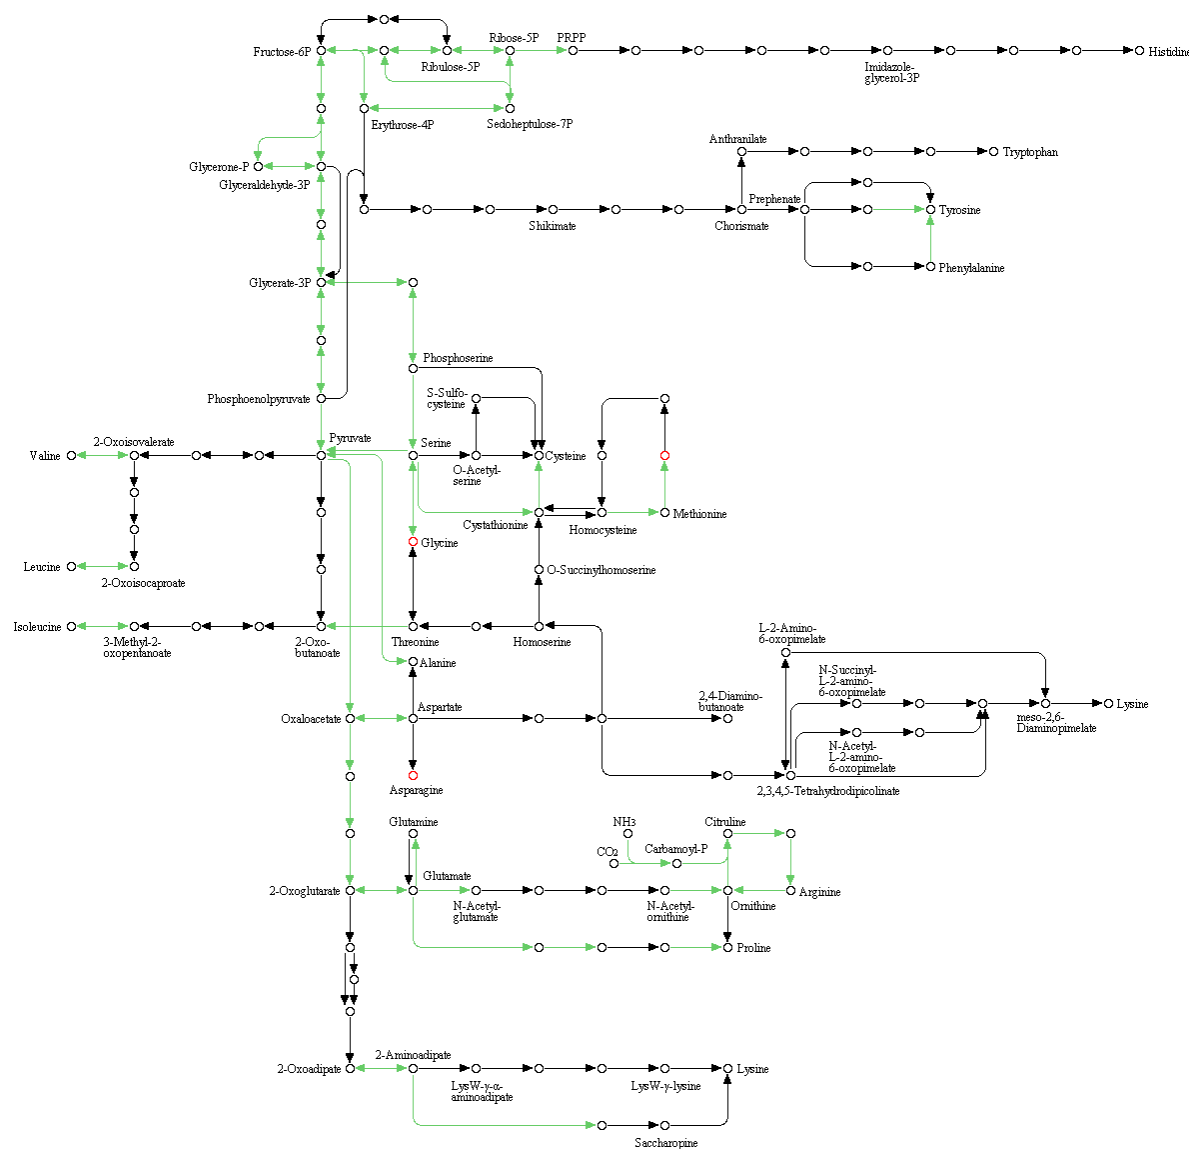 Fructose-6P
Ribose-5P
PRPP
Ribulose-5P
Imidazole-
glycerol-3P
Histidine
Erythrose-4P
Sedoheptulose-7P
Anthranilate
Tryptophan
Glycerone-P
Glyceraldehyde-3P
Prephenate
Shikimate
Chorismate
Tyrosine
Phenylalanine
Glycerate-3P
Phosphoserine
Phosphoenolpyruvate
S-Sulfo-
cysteine
Pyruvate
Serine
2-Oxoisovalerate
Valine
Cysteine
O-Acetyl-
serine
Cystathionine
Homocysteine
Methionine
Glycine
Leucine
2-Oxoisocaproate
O-Succinylhomoserine
Isoleucine
3-Methyl-2-
oxopentanoate
2-Oxo-
butanoate
Threonine
Homoserine
L-2-Amino-
6-oxopimelate
Alanine
N-Succinyl-
L-2-amino-
6-oxopimelate
2,4-Diamino-
butanoate
Oxaloacetate
Aspartate
Lysine
meso-2,6-
Diaminopimelate
N-Acetyl-
L-2-amino-
6-oxopimelate
Asparagine
2,3,4,5-Tetrahydrodipicolinate
Glutamine
NH3
Citruline
CO2
Carbamoyl-P
2-Oxoglutarate
Glutamate
N-Acetyl-
glutamate
N-Acetyl-
ornithine
Ornithine
Arginine
Proline
2-Oxoadipate
2-Aminoadipate
LysW-γ-α-
aminoadipate
LysW-γ-lysine
Lysine
Saccharopine